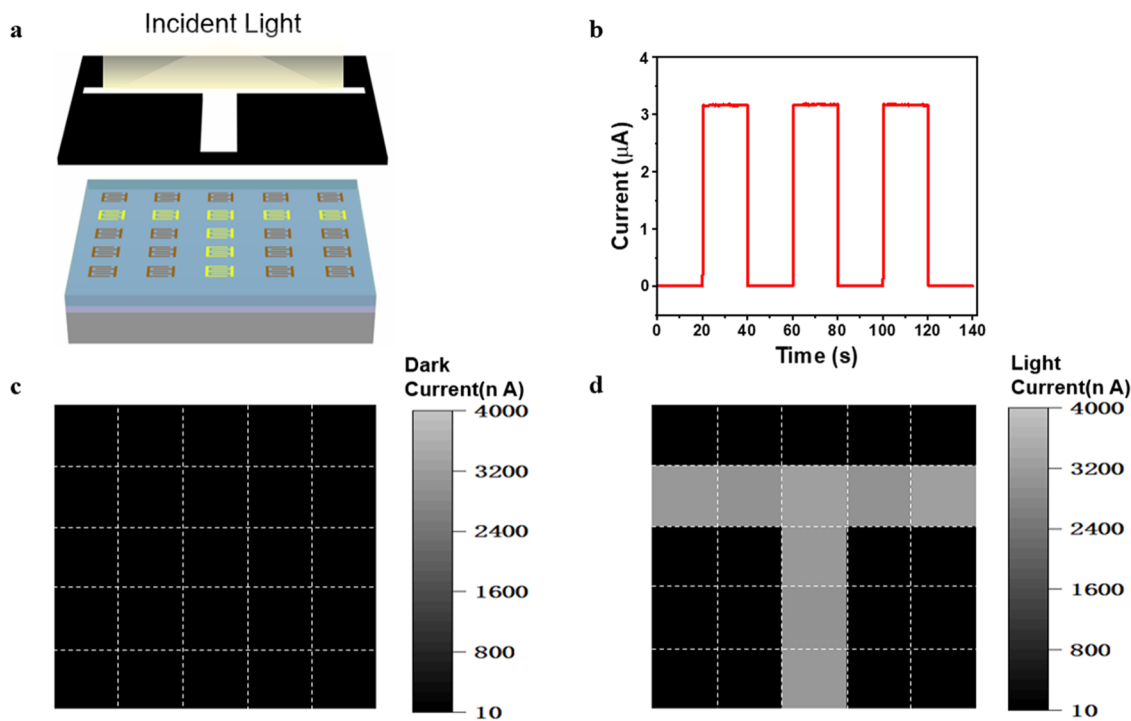 a
Incident Light
b
4
3
2
1
0
Current (μA)
0 20 40 60 80 100 120 140
Time (s)
c
Dark
Current(n A)
4000
3200
2400
1600
800
10
d
Light
Current(n A)
4000
3200
2400
1600
800
10